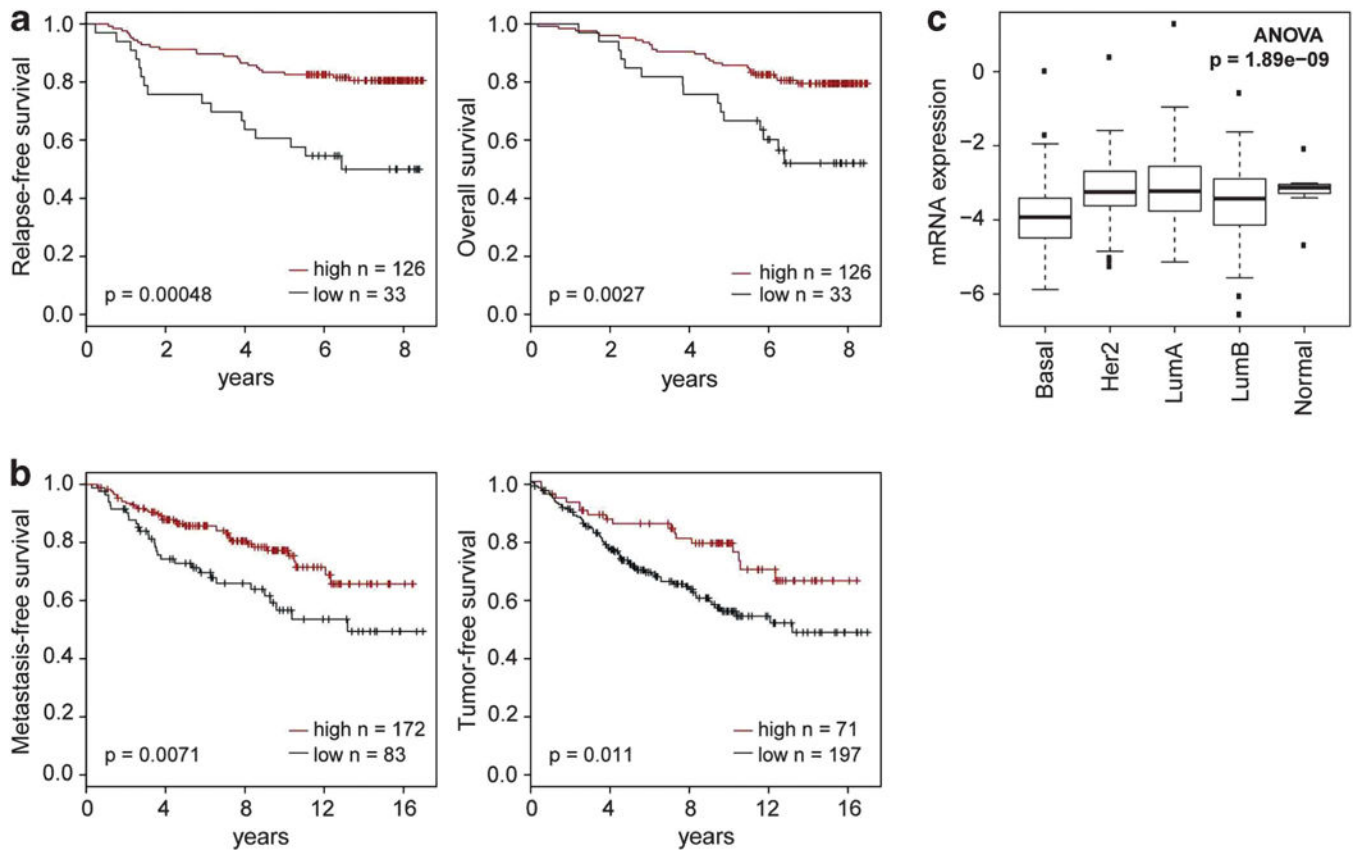 a
1.0
0.8
0.6
0.4
0.2
0.0
Relapse-free survival
high n = 126
low n = 33
p = 0.00048
0 2 4 6 8
years
1.0
0.8
0.6
0.4
0.2
0.0
Overall survival
high n = 126
low n = 33
p = 0.0027
0 2 4 6 8
years
c
ANOVA
p = 1.89e−09
0
−2
−4
−6
mRNA expression
Basal
Her2
LumA
LumB
Normal
b
1.0
0.8
0.6
0.4
0.2
0.0
Metastasis-free survival
high n = 172
low n = 83
p = 0.0071
0 4 8 12 16
years
1.0
0.8
0.6
0.4
0.2
0.0
Tumor-free survival
high n = 71
low n = 197
p = 0.011
0 4 8 12 16
years